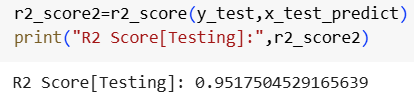 r2_score2=r2_score(y_test,x_test_predict)
print("R2 Score[Testing]:",r2_score2)
R2 Score[Testing]: 0.9517504529165639